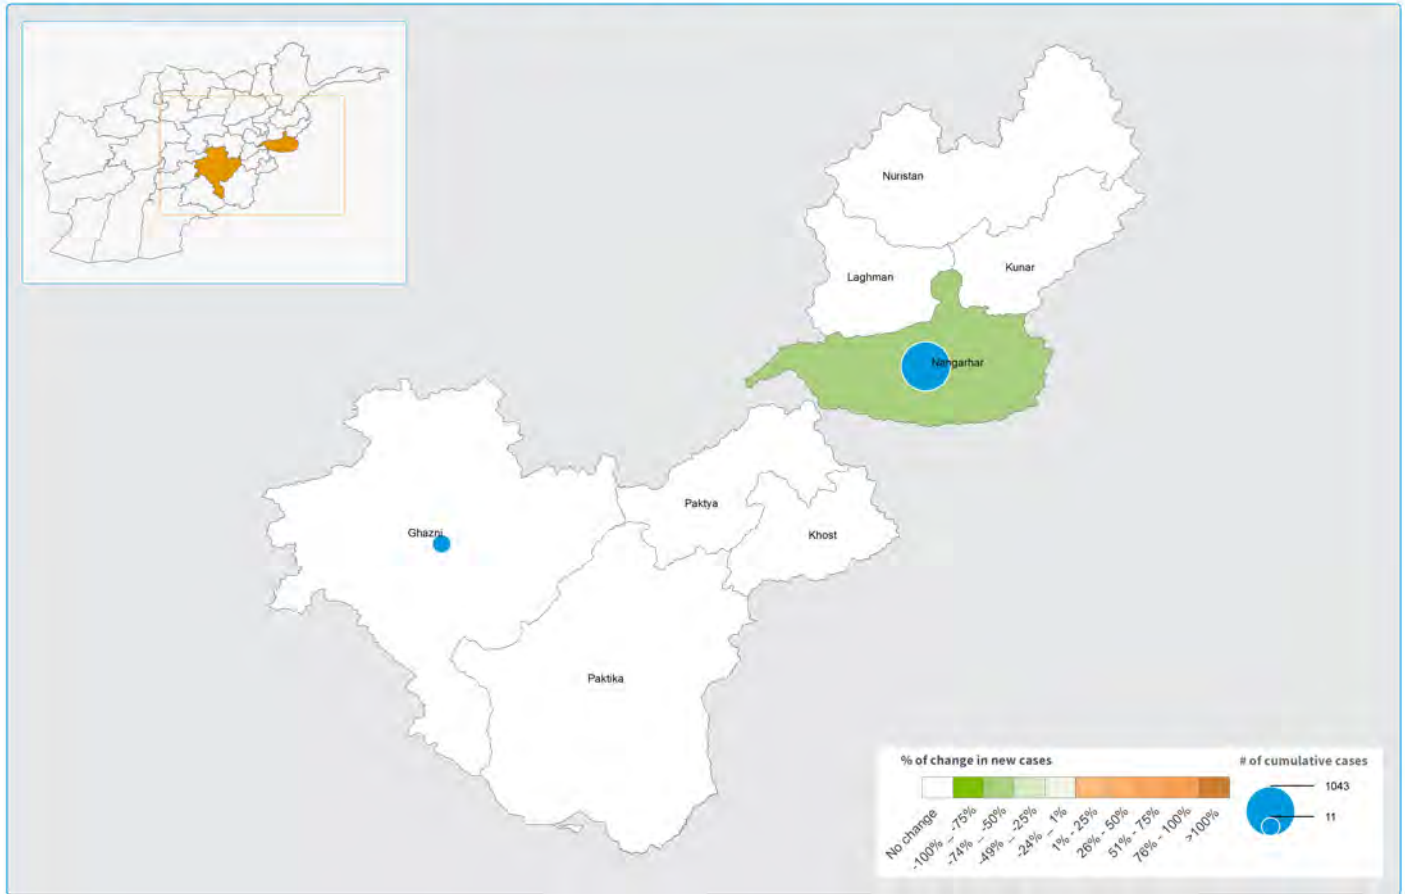 Nuristan
Kunar
Laghman
Nangarhar
Paktya
Ghazni
Khost
Paktika
% of change in new cases
# of cumulative cases
1043
11
No change
-100% – -75%
-74% – -50%
-49% – -25%
-24% – 1%
1% - 25%
26% - 50%
51% - 75%
76% - 100%
>100%